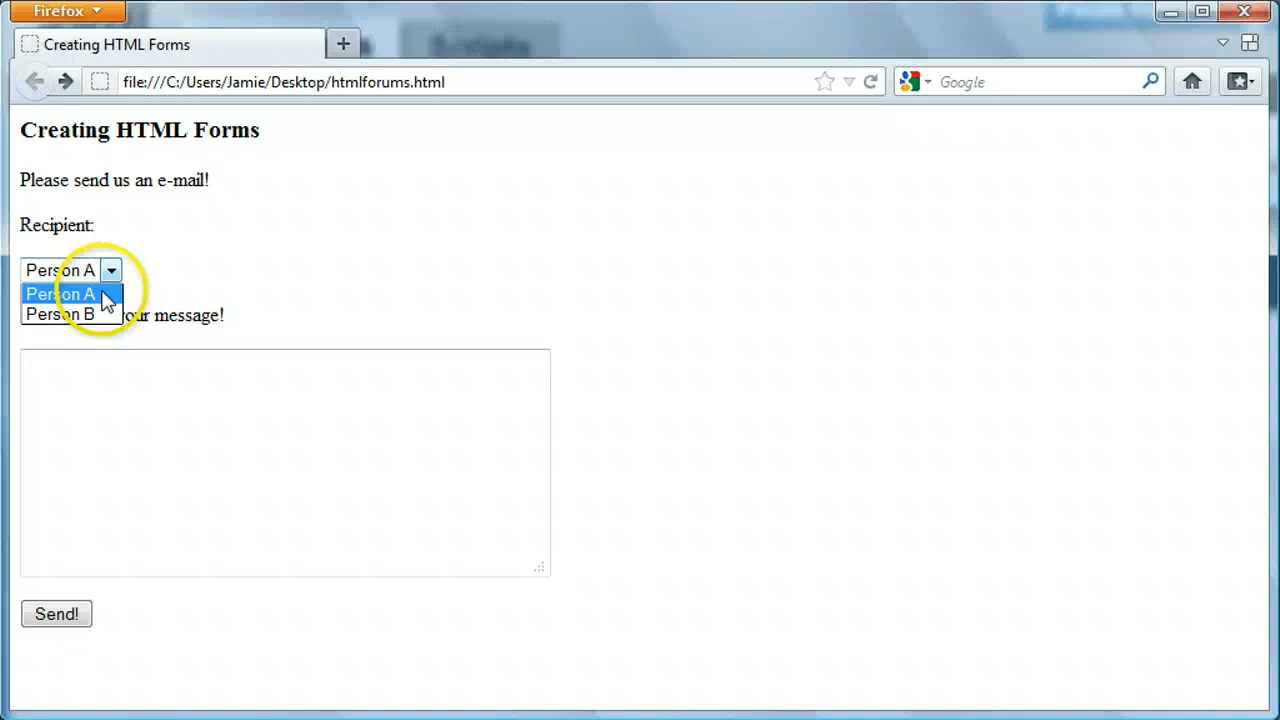 Firefox
Creating HTML Forms
file:///C:/Users/Jamie/Desktop/htmlforums.html
Google
Creating HTML Forms
Please send us an e-mail!
Recipient:
Person A
Person A
Person B
our message!
Send!